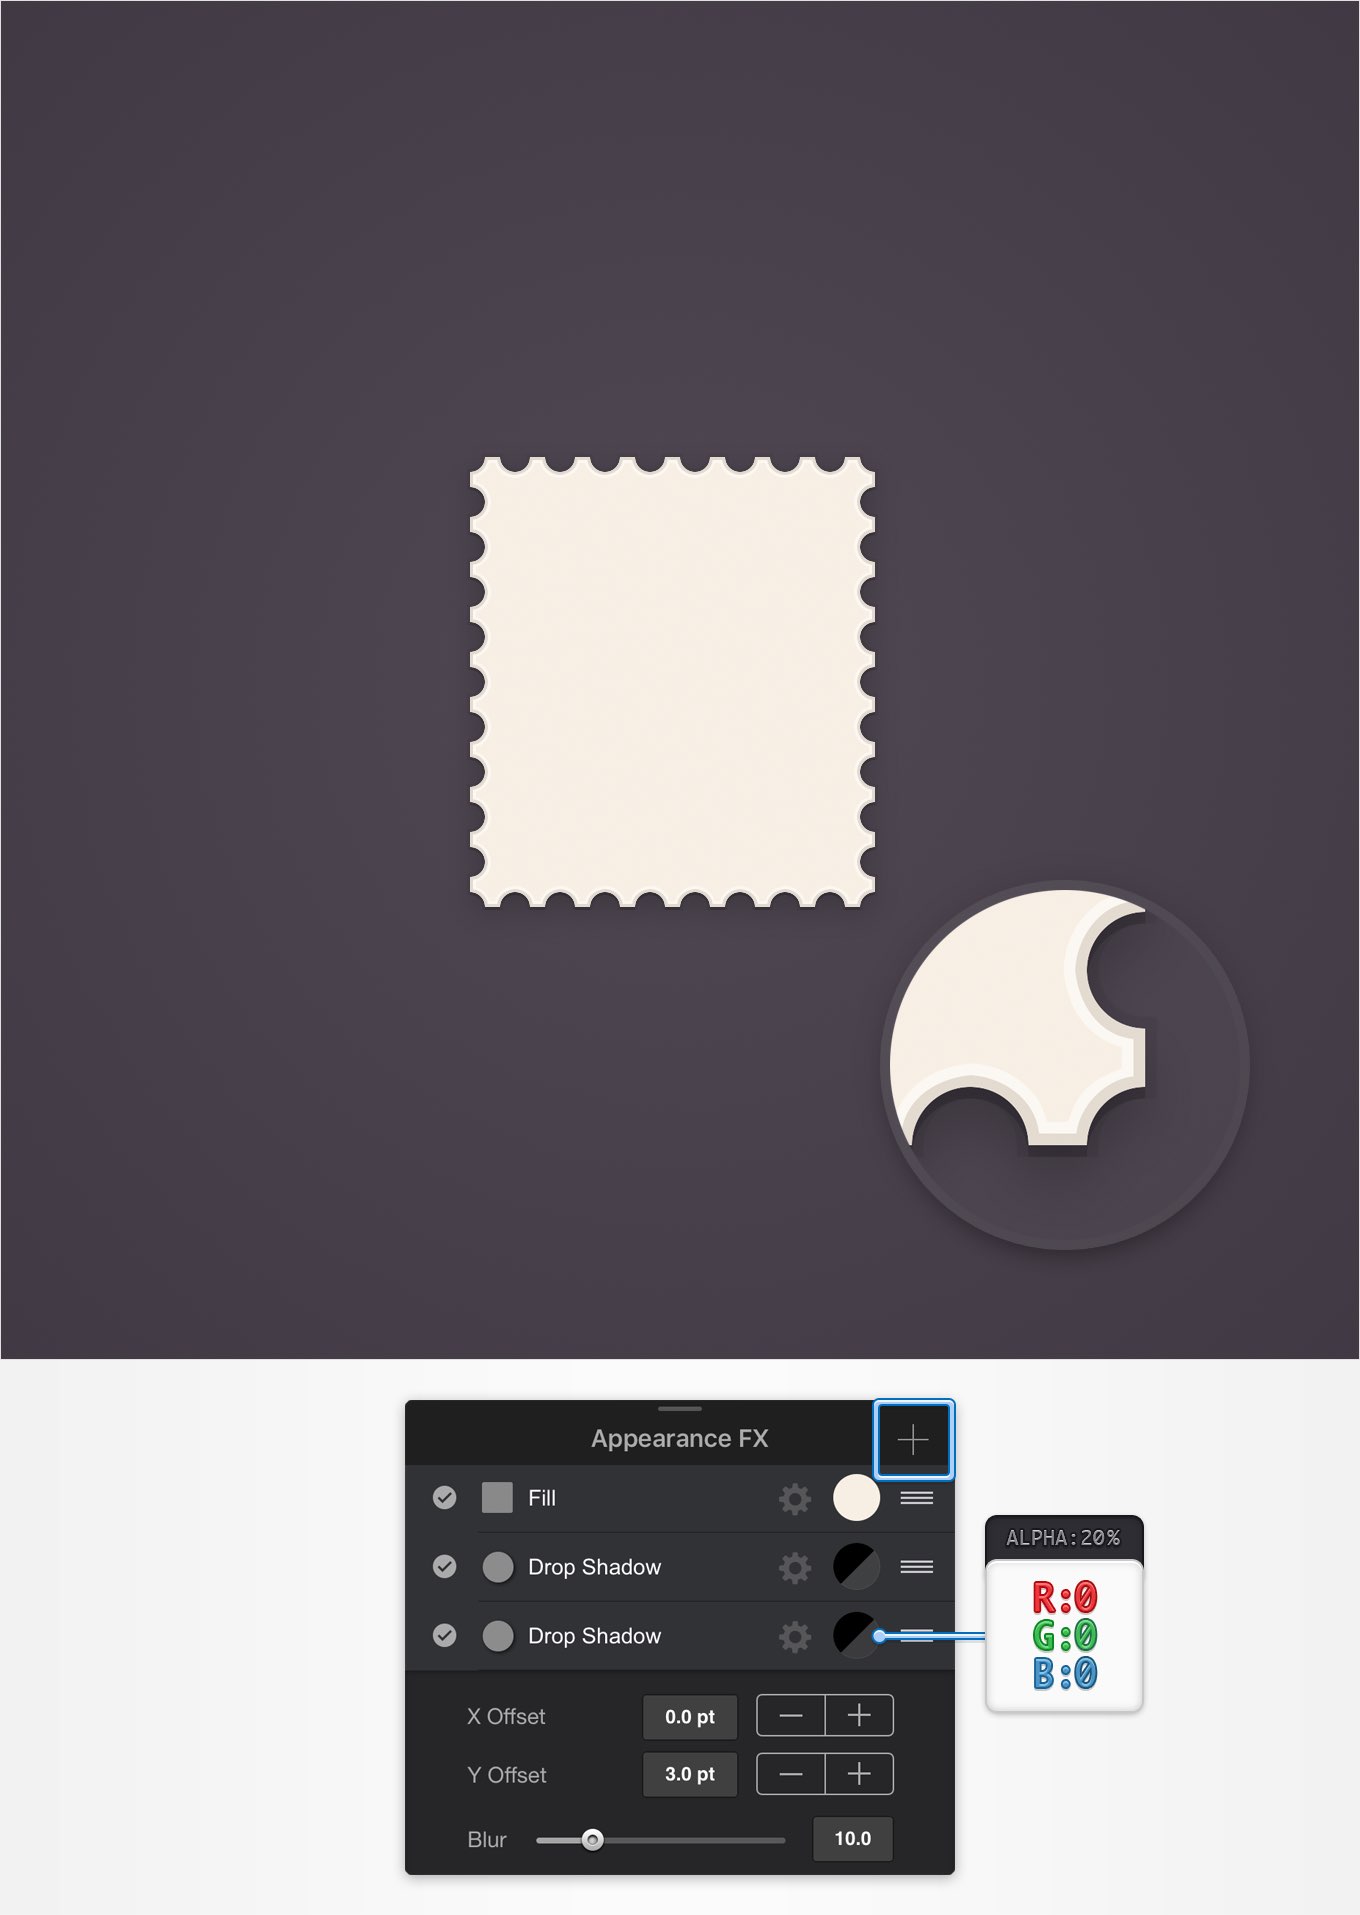 Appearance FX
Fill
Drop Shadow
Drop Shadow
ALPHA:20%
R:0
G:0
B:0
X Offset 0.0 pt
Y Offset 3.0 pt
Blur 10.0